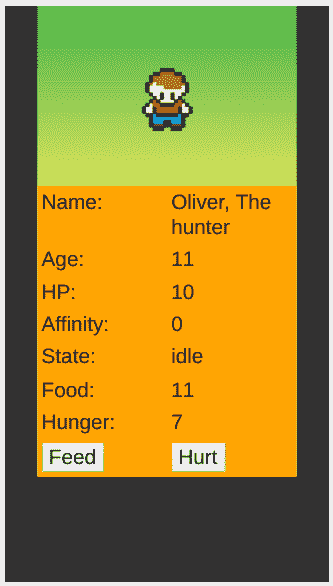 Name: Oliver, The
hunter
Age: 11
HP: 10
Affinity: 0
State: idle
Food: 11
Hunger: 7
Feed Hurt